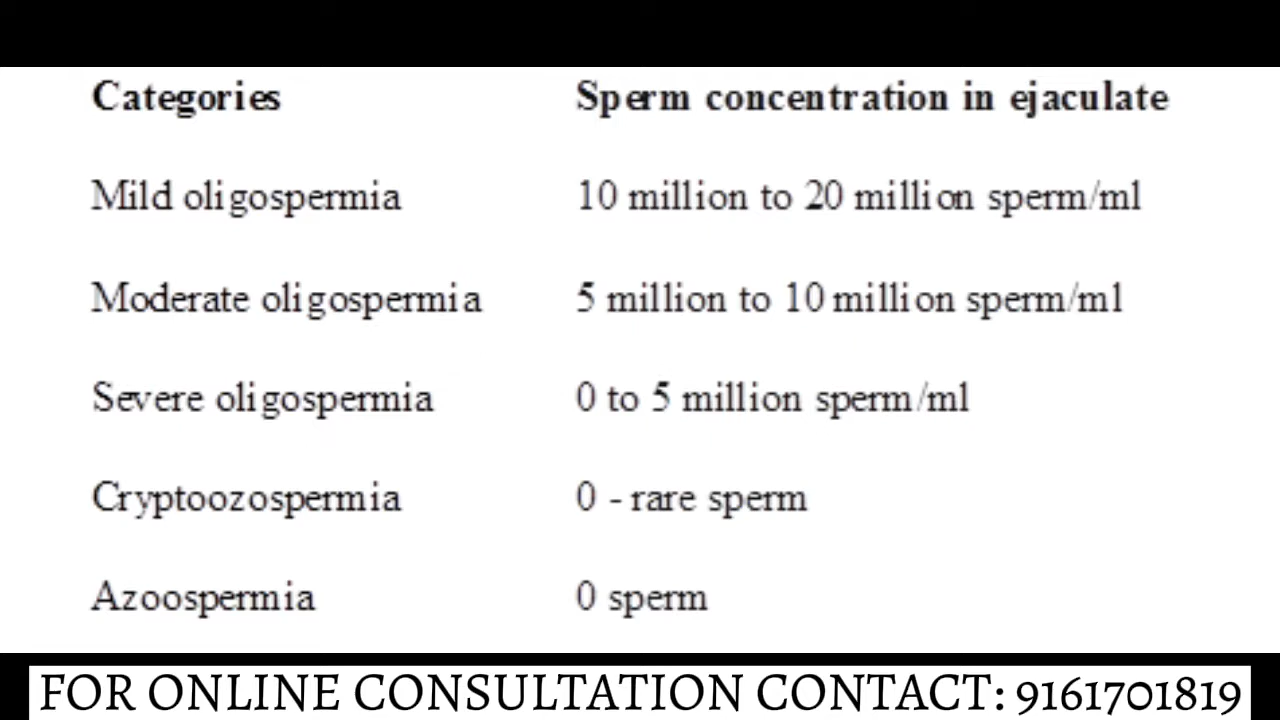 Categories Sperm concentration in ejaculate
Mild oligospermia 10 million to 20 million sperm/ml
Moderate oligospermia 5 million to 10 million sperm/ml
Severe oligospermia 0 to 5 million sperm/ml
Cryptoozospermia 0 - rare sperm
Azoospermia 0 sperm
FOR ONLINE CONSULTATION CONTACT: 9161701819